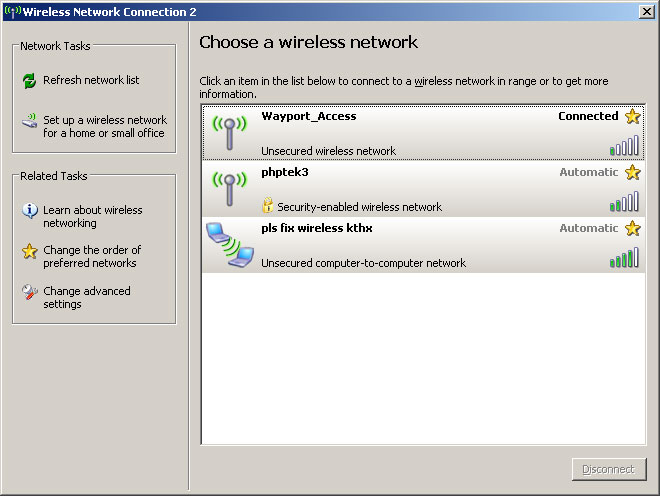 Wireless Network Connection 2
Network Tasks
Refresh network list
Set up a wireless network
for a home or small office
Related Tasks
Learn about wireless
networking
Change the order of
preferred networks
Change advanced
settings
Choose a wireless network
Click an item in the list below to connect to a wireless network in range or to get more
information.
Wayport_Access Connected
Unsecured wireless network
phptek3 Automatic
Security-enabled wireless network
pls fix wireless kthx Automatic
Unsecured computer-to-computer network
Disconnect